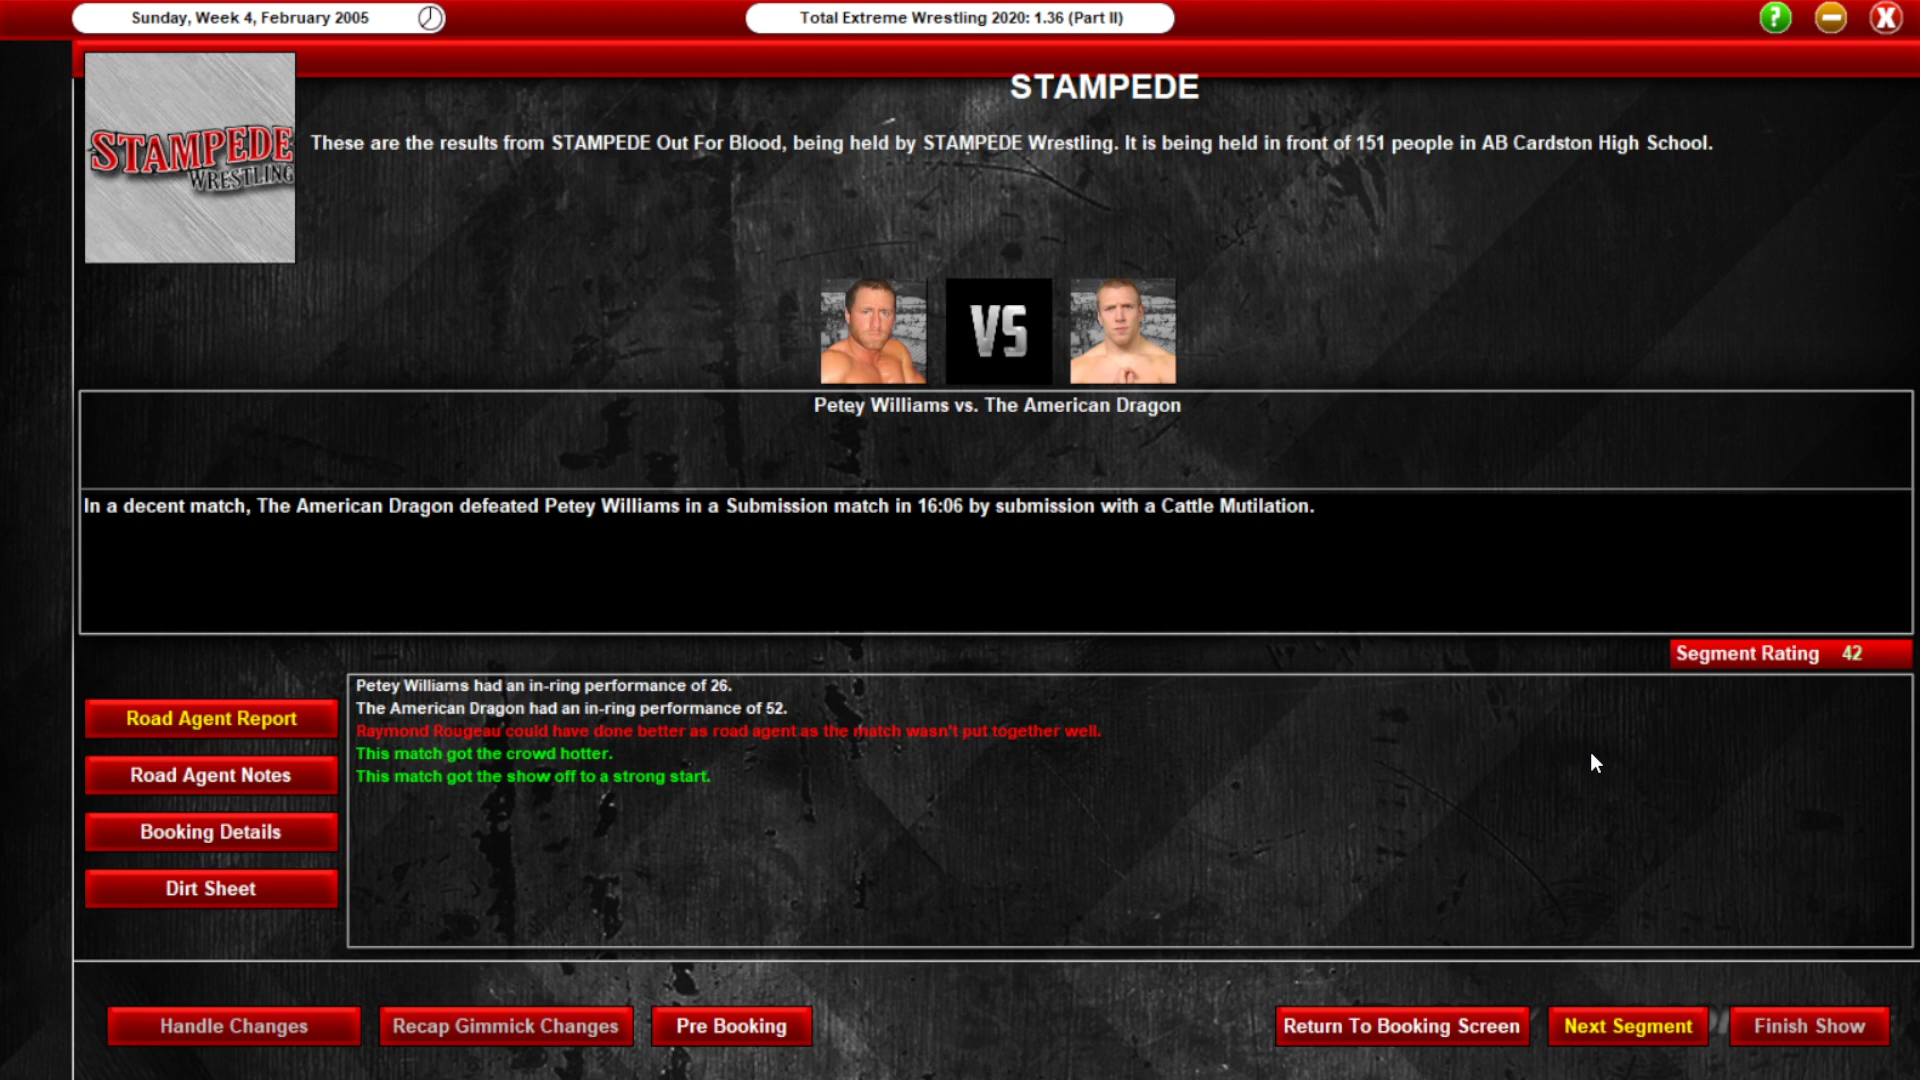 Sunday, Week 4, February 2005
Total Extreme Wrestling 2020: 1.36 (Part II)
?
X
STAMPEDE
STAMPEDE
WRESTLING
These are the results from STAMPEDE Out For Blood, being held by STAMPEDE Wrestling. It is being held in front of 151 people in AB Cardston High School.
VS
Petey Williams vs. The American Dragon
In a decent match, The American Dragon defeated Petey Williams in a Submission match in 16:06 by submission with a Cattle Mutilation.
Segment Rating 42
Road Agent Report
Road Agent Notes
Booking Details
Dirt Sheet
Petey Williams had an in-ring performance of 26.
The American Dragon had an in-ring performance of 52.
Raymond Rougeau could have done better as road agent as the match wasn't put together well.
This match got the crowd hotter.
This match got the show off to a strong start.
Handle Changes
Recap Gimmick Changes
Pre Booking
Return To Booking Screen
Next Segment
Finish Show